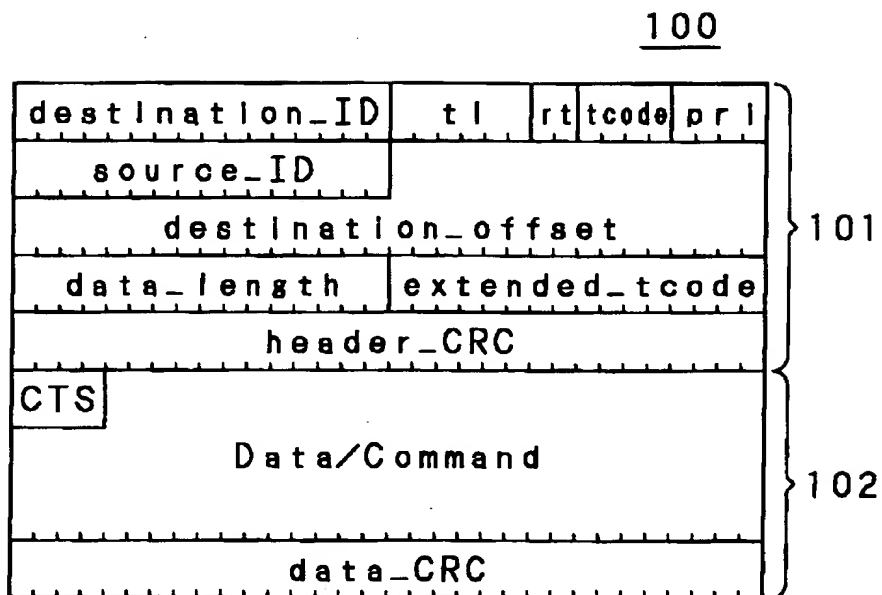 100
destination_ID tl rt tcode pri
source_ID
destination_offset
101
data_length extended_tcode
header_CRC
CTS
Data/Command
102
data_CRC